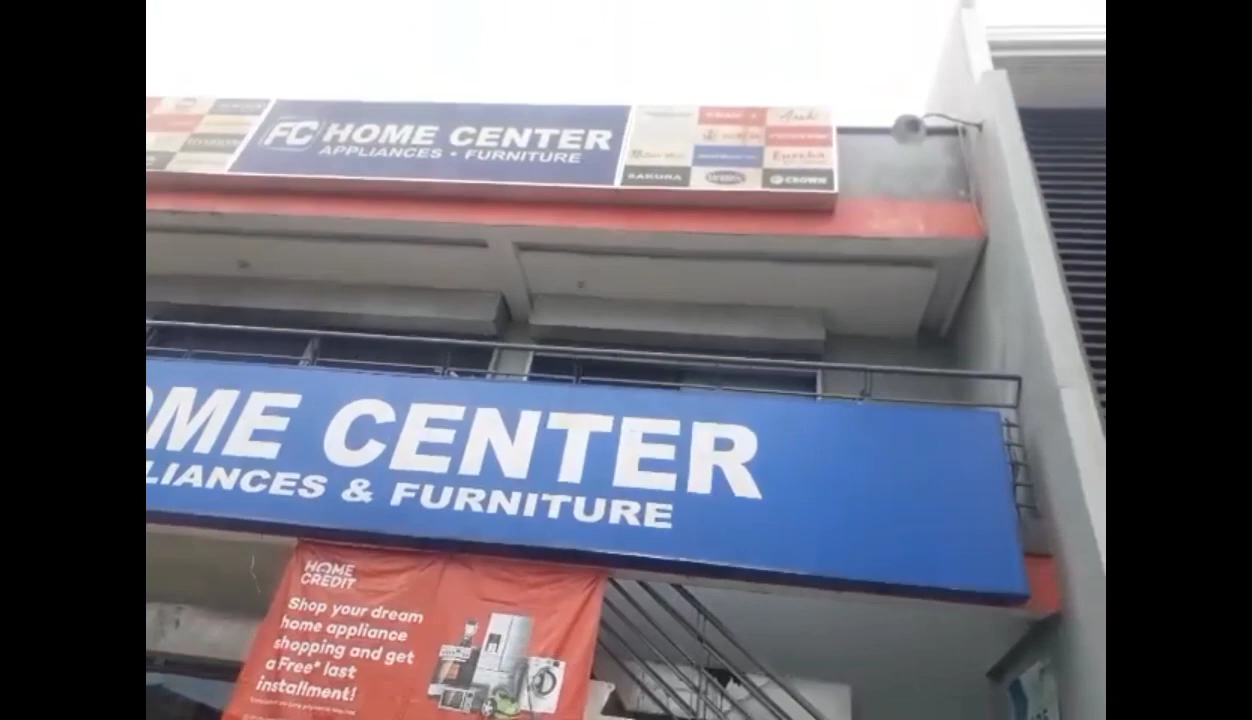 FC HOME CENTER
APPLIANCES • FURNITURE
Asahi
Eureka
SAKURA
CROWN
OME CENTER
LIANCES & FURNITURE
HOME
CREDIT
Shop your dream
home appliance
shopping and get
a Free* last
installment!